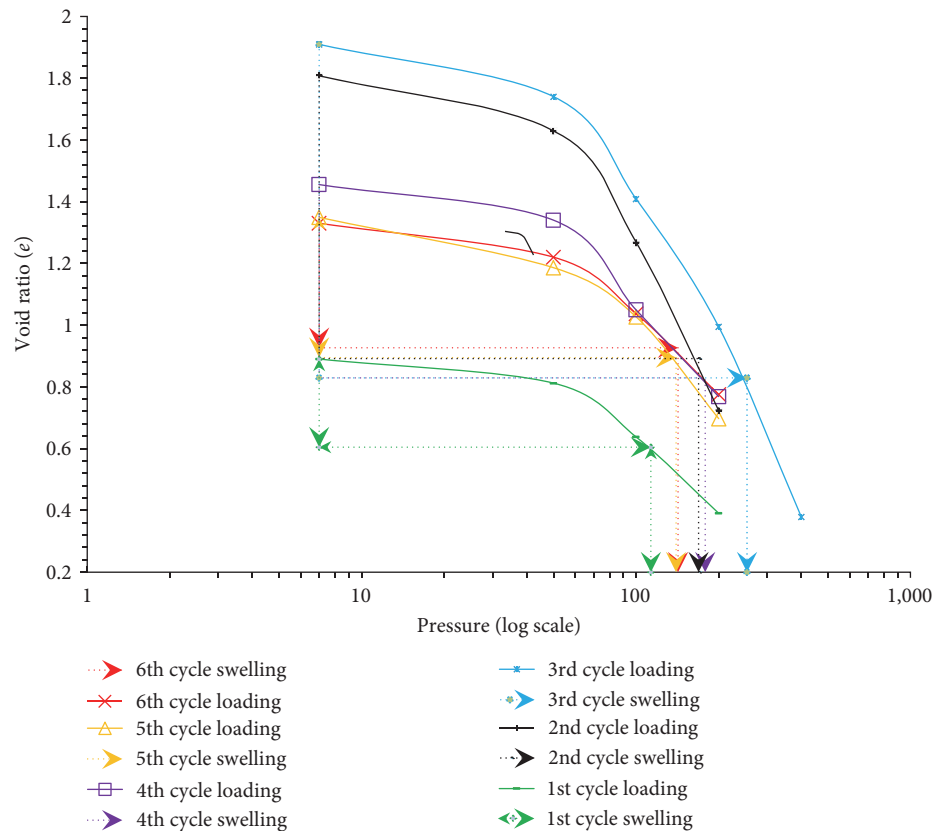 2
1.8
1.6
1.4
1.2
1
0.8
0.6
0.4
0.2
Void ratio (e)
1 10 100 1,000
Pressure (log scale)
6th cycle swelling
6th cycle loading
5th cycle loading
5th cycle swelling
4th cycle loading
4th cycle swelling
3rd cycle loading
3rd cycle swelling
2nd cycle loading
2nd cycle swelling
1st cycle loading
1st cycle swelling